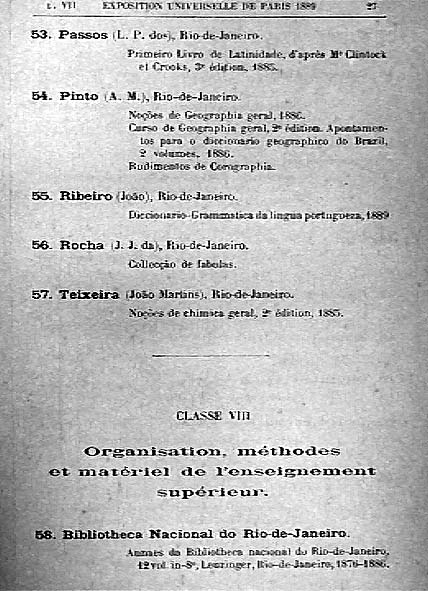 L. VII EXPOSITION UNIVERSELLE DE PARIS 1889 27
53. Passos (L. P. dos), Rio-de-Janeiro.
Primeiro Livro de Latinidade, d'après Mc Clintock
et Crooks, 3e édition, 1885.
54. Pinto (A. M.), Rio-de-Janeiro.
Noções de Geographia geral, 1886.
Curso de Geographia geral, 2e édition. Apontamen-
tos para o diccionario geographico do Brazil,
2 volumes, 1886.
Rudimentos de Corographia.
55. Ribeiro (João), Rio-de-Janeiro.
Diccionario-Grammatica da lingua portugueza, 1889
56. Rocha (J. J. da), Rio-de-Janeiro.
Collecção de fabulas.
57. Teixeira (João Martins), Rio-de-Janeiro.
Noções de chimica geral, 2e édition, 1885.
CLASSE VIII
Organisation, méthodes
et matériel de l'enseignement
supérieur.
58. Bibliotheca Nacional do Rio-de-Janeiro.
Annaes da Bibliotheca nacional du Rio-de-Janeiro,
12 vol. in-8o, Leuzinger, Rio-de-Janeiro, 1876-1886.